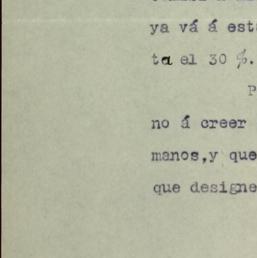 ya vá á est
ta el 30 %.
P
no á creer
manos,y que
que designe